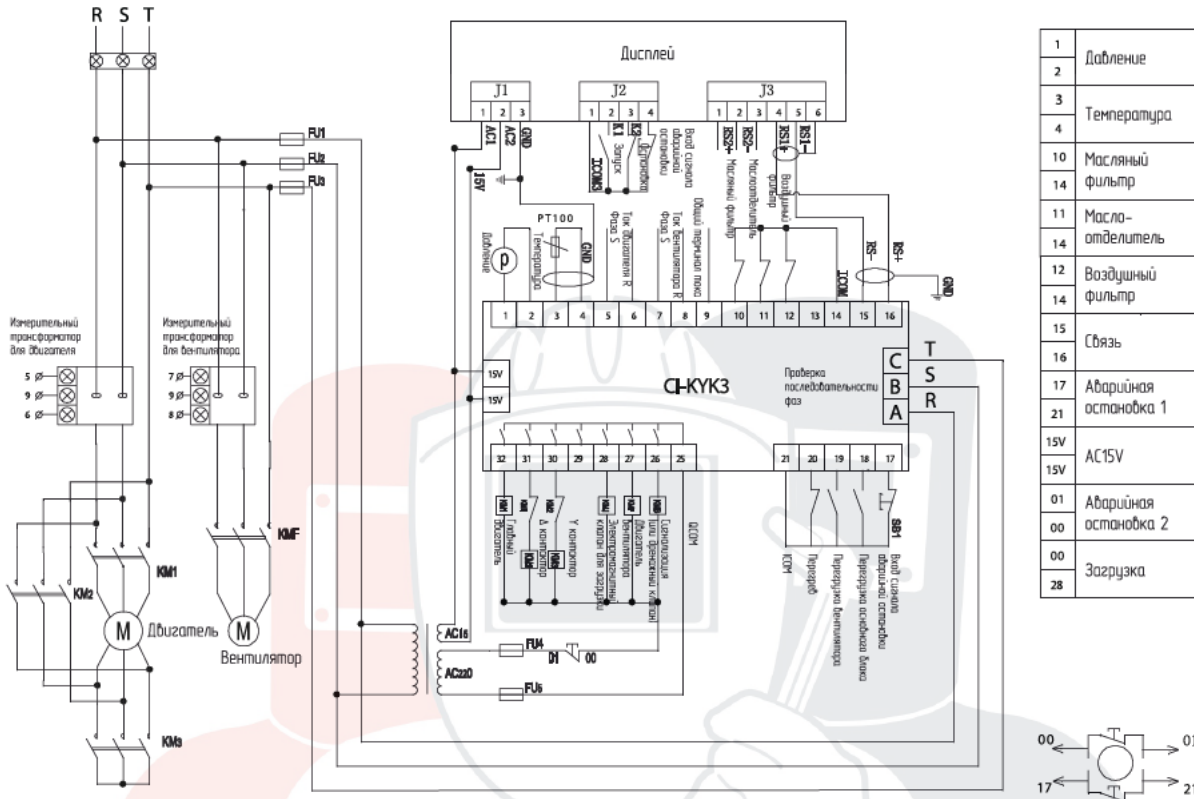 R S T
Дисплей
J1
J2
J3
1 2 3
1 2 3 4
1 2 3 4 5 6
AC1
AC2
GND
15V
ICOM3
K1
Запуск
K2
Остановка
Вход сигнала
аварийной
остановки
RS2+
RS2-
RS1+
RS1-
Масляный фильтр
Маслоотделитель
Воздушный
фильтр
FU1
FU2
FU3
PT100
Давление
P
Температура
GND
Ток двигателя R
Фаза S
Ток вентилятора R
Фаза S
Общий терминал тока
ICOM
RS-
RS+
GND
1 2 3 4 5 6 7 8 9 10 11 12 13 14 15 16
Измерительный
трансформатор
для двигателя
5
9
6
Измерительный
трансформатор
для вентилятора
7
9
8
15V
15V
CI-KYK3
Проверка
последовательности
фаз
C T
B S
A R
32 31 30 29 28 27 26 25
21 20 19 18 17
KM1
Главный
двигатель
Δ контактор
KM2
Y контактор
Электромагнитный
клапан для загрузки
Двигатель
вентилятора
Сигнализация
(или дренажный клапан)
QCOM
ICOM
Перегрев
Перегрузка вентилятора
Перегрузка основного блока
SB1
Вход сигнала
аварийной остановки
KMF
KM1
KM2
M
Двигатель
M
Вентилятор
KM3
AC16
AC220
FU4
01
00
FU5
1
2
Давление
3
4
Температура
10
14
Масляный
фильтр
11
14
Масло-
отделитель
12
14
Воздушный
фильтр
15
16
Связь
17
21
Аварийная
остановка 1
15V
15V
AC15V
01
00
Аварийная
остановка 2
00
28
Загрузка
00 01
17 21